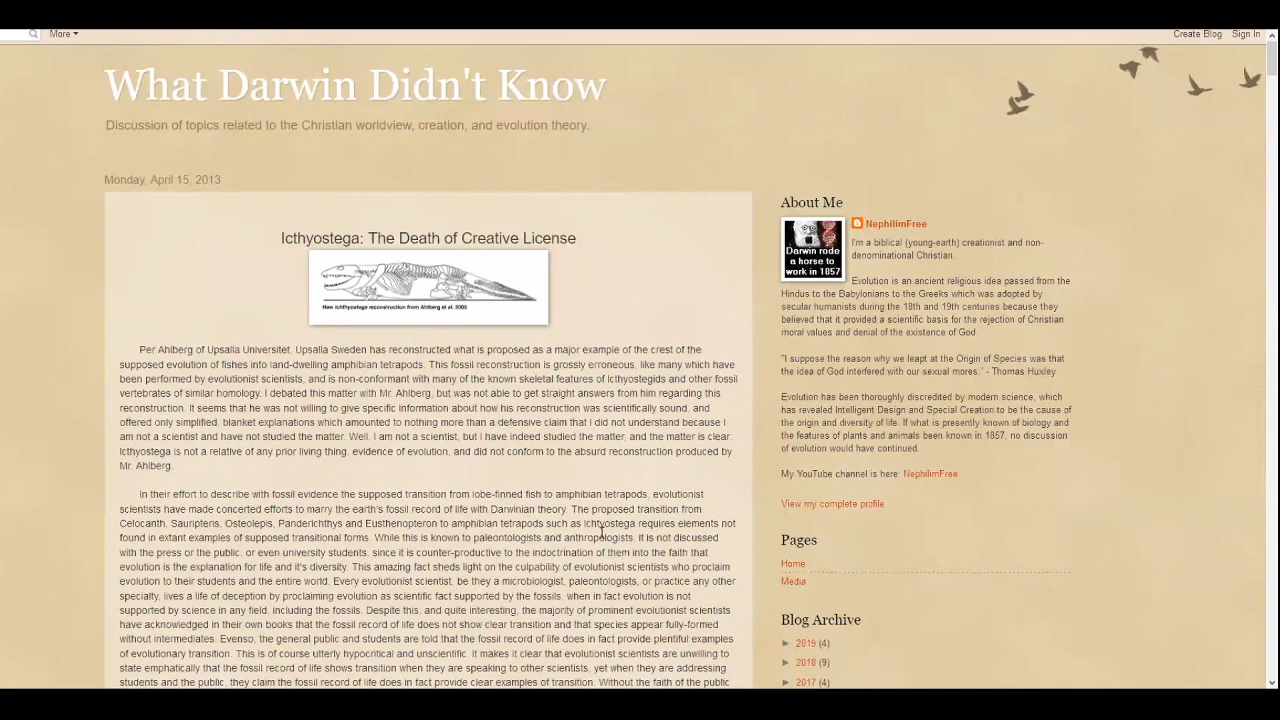 More
Create Blog Sign In
What Darwin Didn't Know
Discussion of topics related to the Christian worldview, creation, and evolution theory.
Monday, April 15, 2013
Icthyostega: The Death of Creative License
New Ichthyostega reconstruction from Ahlberg et al. 2005
Per Ahlberg of Upsalla Universitet, Upsalla Sweden has reconstructed what is proposed as a major example of the crest of the
supposed evolution of fishes into land-dwelling amphibian tetrapods. This fossil reconstruction is grossly erroneous, like many which have
been performed by evolutionist scientists, and is non-conformant with many of the known skeletal features of Icthyostegids and other fossil
vertebrates of similar homology. I debated this matter with Mr. Ahlberg, but was not able to get straight answers from him regarding this
reconstruction. It seems that he was not willing to give specific information about how his reconstruction was scientifically sound, and
offered only simplified, blanket explanations which amounted to nothing more than a defensive claim that I did not understand because I
am not a scientist and have not studied the matter. Well, I am not a scientist, but I have indeed studied the matter, and the matter is clear:
Icthyostega is not a relative of any prior living thing, evidence of evolution, and did not conform to the absurd reconstruction produced by
Mr. Ahlberg.
In their effort to describe with fossil evidence the supposed transition from lobe-finned fish to amphibian tetrapods, evolutionist
scientists have made concerted efforts to marry the earth's fossil record of life with Darwinian theory. The proposed transition from
Celocanth, Sauripteris, Osteolepis, Panderichthys and Eusthenopteron to amphibian tetrapods such as Ichthyostega requires elements not
found in extant examples of supposed transitional forms. While this is known to paleontologists and anthropologists, it is not discussed
with the press or the public, or even university students, since it is counter-productive to the indoctrination of them into the faith that
evolution is the explanation for life and it's diversity. This amazing fact sheds light on the culpability of evolutionist scientists who proclaim
evolution to their students and the entire world. Every evolutionist scientist, be they a microbiologist, paleontologists, or practice any other
specialty, lives a life of deception by proclaiming evolution as scientific fact supported by the fossils, when in fact evolution is not
supported by science in any field, including the fossils. Despite this, and quite interesting, the majority of prominent evolutionist scientists
have acknowledged in their own books that the fossil record of life does not show clear transition and that species appear fully-formed
without intermediates. Evenso, the general public and students are told that the fossil record of life does in fact provide plentiful examples
of evolutionary transition. This is of course utterly hypocritical and unscientific. It makes it clear that evolutionist scientists are unwilling to
state emphatically that the fossil record of life shows transition when they are speaking to other scientists, yet when they are addressing
students and the public, they claim the fossil record of life does in fact provide clear examples of transition. Without the faith of the public
About Me
Darwin rode
a horse to
work in 1857
NephilimFree
I'm a biblical (young-earth) creationist and non-
denominational Christian.
Evolution is an ancient religious idea passed from the
Hindus to the Babylonians to the Greeks which was adopted by
secular humanists during the 18th and 19th centuries because they
believed that it provided a scientific basis for the rejection of Christian
moral values and denial of the existence of God.
"I suppose the reason why we leapt at the Origin of Species was that
the idea of God interfered with our sexual mores." - Thomas Huxley
Evolution has been thoroughly discredited by modern science, which
has revealed Intelligent Design and Special Creation to be the cause of
the origin and diversity of life. If what is presently known of biology and
the features of plants and animals been known in 1857, no discussion
of evolution would have continued.
My YouTube channel is here: NephilimFree
View my complete profile
Pages
Home
Media
Blog Archive
► 2019 (4)
► 2018 (9)
► 2017 (4)